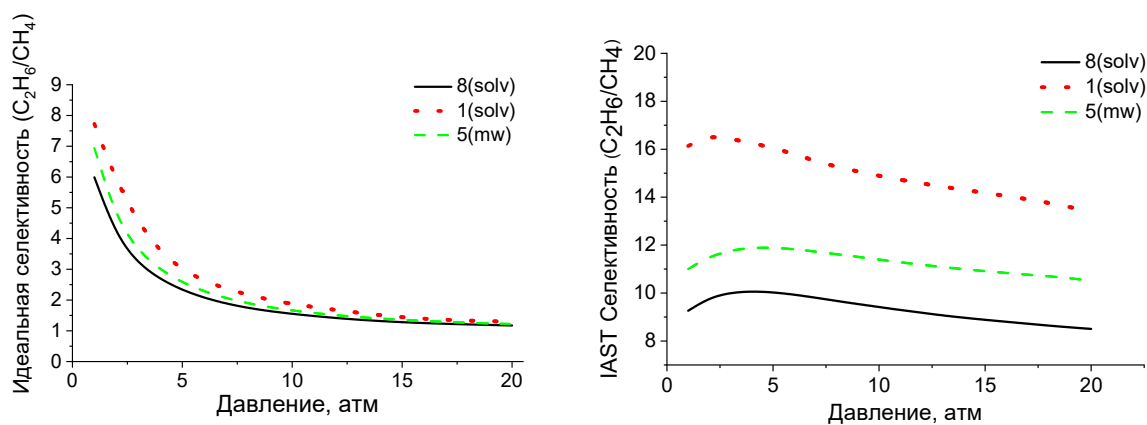 Идеальная селективность (C₂H₆/CH₄)
9
8
7
6
5
4
3
2
1
0
0 5 10 15 20
Давление, атм
8(solv)
1(solv)
5(mw)
IAST Селективность (C₂H₆/CH₄)
20
18
16
14
12
10
8
0 5 10 15 20
Давление, атм
8(solv)
1(solv)
5(mw)